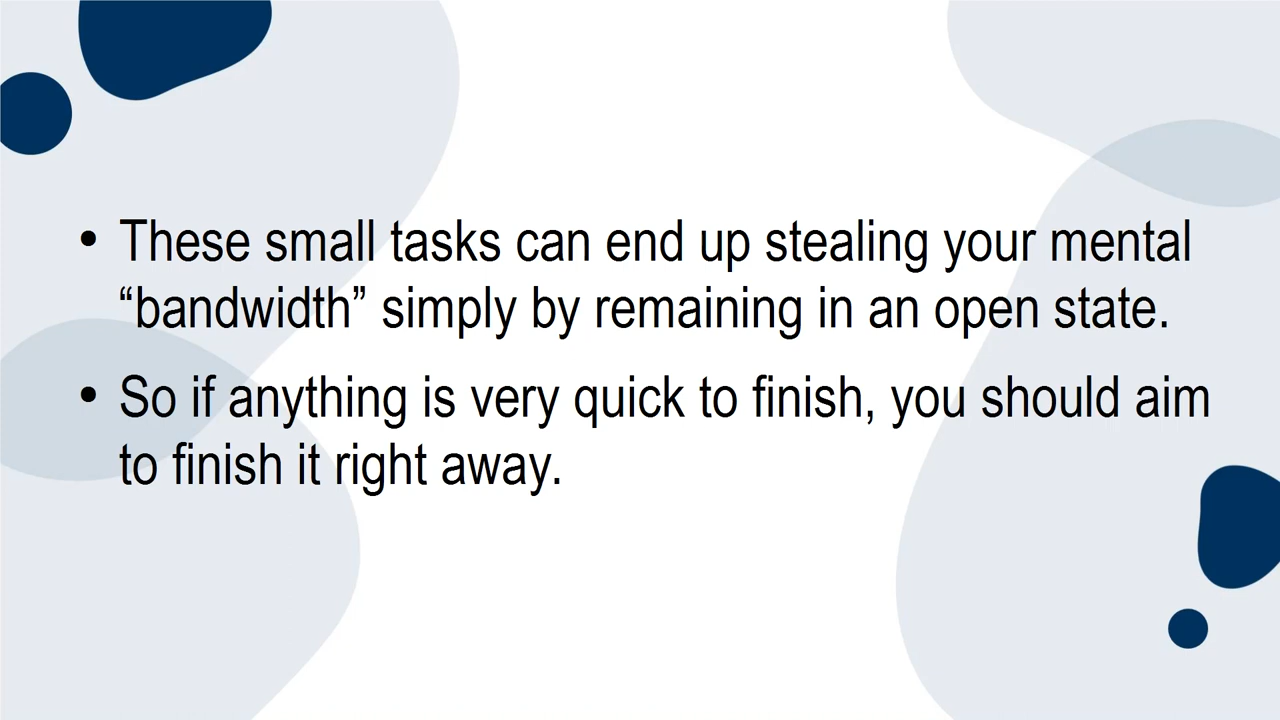 • These small tasks can end up stealing your mental
“bandwidth” simply by remaining in an open state.
• So if anything is very quick to finish, you should aim
to finish it right away.